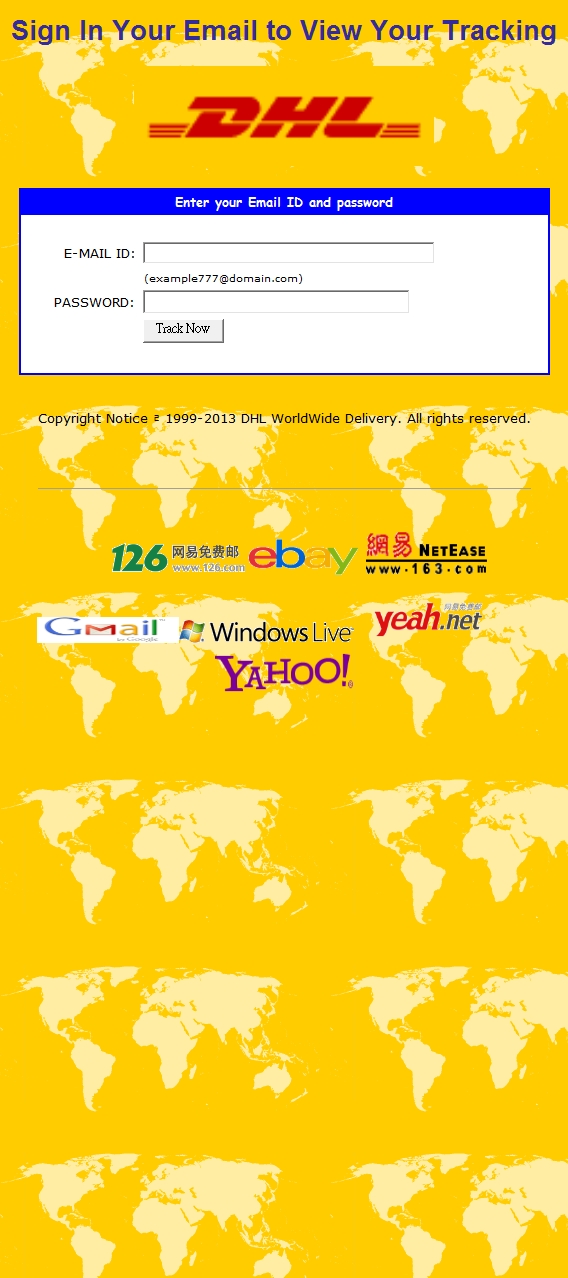 Sign In Your Email to View Your Tracking
DHL
Enter your Email ID and password
E-MAIL ID:
(example777@domain.com)
PASSWORD:
Track Now
Copyright Notice 1999-2013 DHL WorldWide Delivery. All rights reserved.
126 网易免费邮 www.126.com ebay 網易 NETEASE www.163.com
Gmail by Google Windows Live yeah.net 网易免费邮
YAHOO!